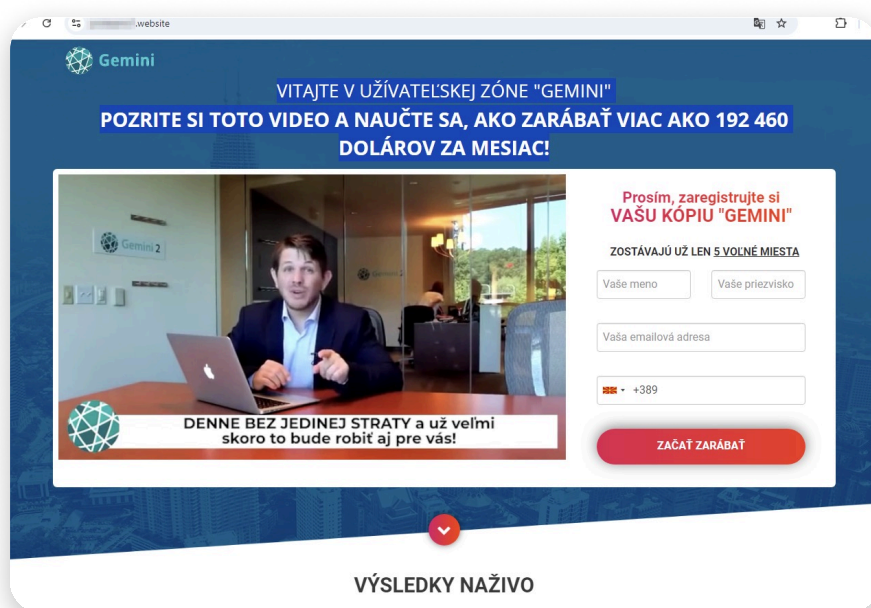 .website
Gemini
VITAJTE V UŽÍVATEĽSKEJ ZÓNE "GEMINI"
POZRITE SI TOTO VIDEO A NAUČTE SA, AKO ZARÁBAŤ VIAC AKO 192 460
DOLÁROV ZA MESIAC!
Gemini 2
DENNE BEZ JEDINEJ STRATY a už veľmi
skoro to bude robiť aj pre vás!
Prosím, zaregistrujte si
VAŠU KÓPIU "GEMINI"
ZOSTÁVAJÚ UŽ LEN 5 VOĽNÉ MIESTA
Vaše meno
Vaše priezvisko
Vaša emailová adresa
+389
ZAČAŤ ZARÁBAŤ
VÝSLEDKY NAŽIVO